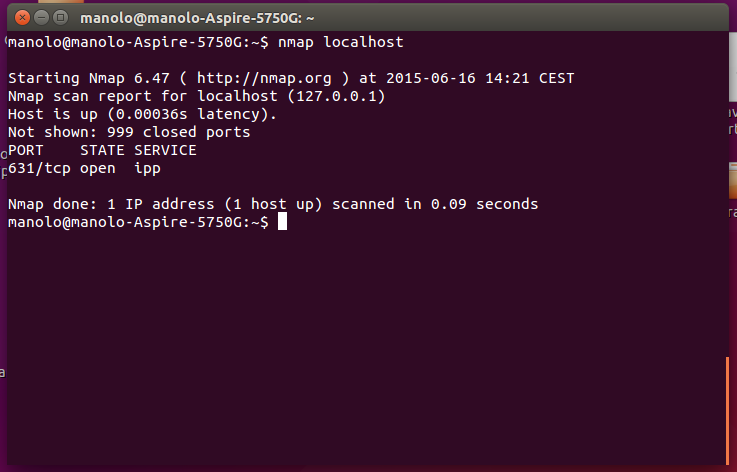 manolo@manolo-Aspire-5750G: ~
manolo@manolo-Aspire-5750G:~$ nmap localhost
Starting Nmap 6.47 ( http://nmap.org ) at 2015-06-16 14:21 CEST
Nmap scan report for localhost (127.0.0.1)
Host is up (0.00036s latency).
Not shown: 999 closed ports
PORT    STATE SERVICE
631/tcp open  ipp
Nmap done: 1 IP address (1 host up) scanned in 0.09 seconds
manolo@manolo-Aspire-5750G:~$